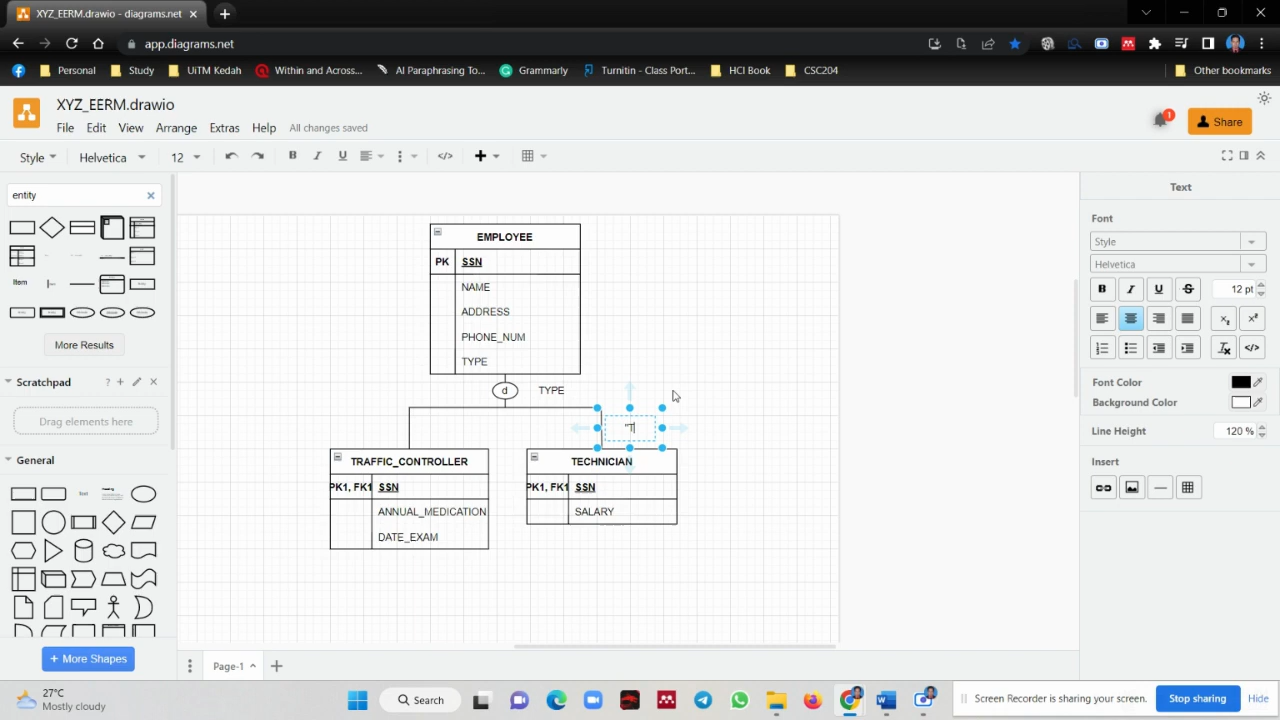 XYZ_EERM.drawio - diagrams.net
app.diagrams.net
Personal
Study
UiTM Kedah
Within and Across...
AI Paraphrasing To...
Grammarly
Turnitin - Class Port...
HCI Book
CSC204
Other bookmarks
XYZ_EERM.drawio
File
Edit
View
Arrange
Extras
Help
All changes saved
1
Share
Style
Helvetica
12
B
I
U
entity
Item
More Results
Scratchpad
?
Drag elements here
General
Text
+ More Shapes
EMPLOYEE
PK
SSN
NAME
ADDRESS
PHONE_NUM
TYPE
d
TYPE
"T
TRAFFIC_CONTROLLER
PK1, FK1
SSN
ANNUAL_MEDICATION
DATE_EXAM
TECHNICIAN
PK1, FK1
SSN
SALARY
Page-1
Text
Font
Style
Helvetica
B
I
U
S
12 pt
Font Color
Background Color
Line Height
120 %
Insert
27°C
Mostly cloudy
Search
Screen Recorder is sharing your screen.
Stop sharing
Hide